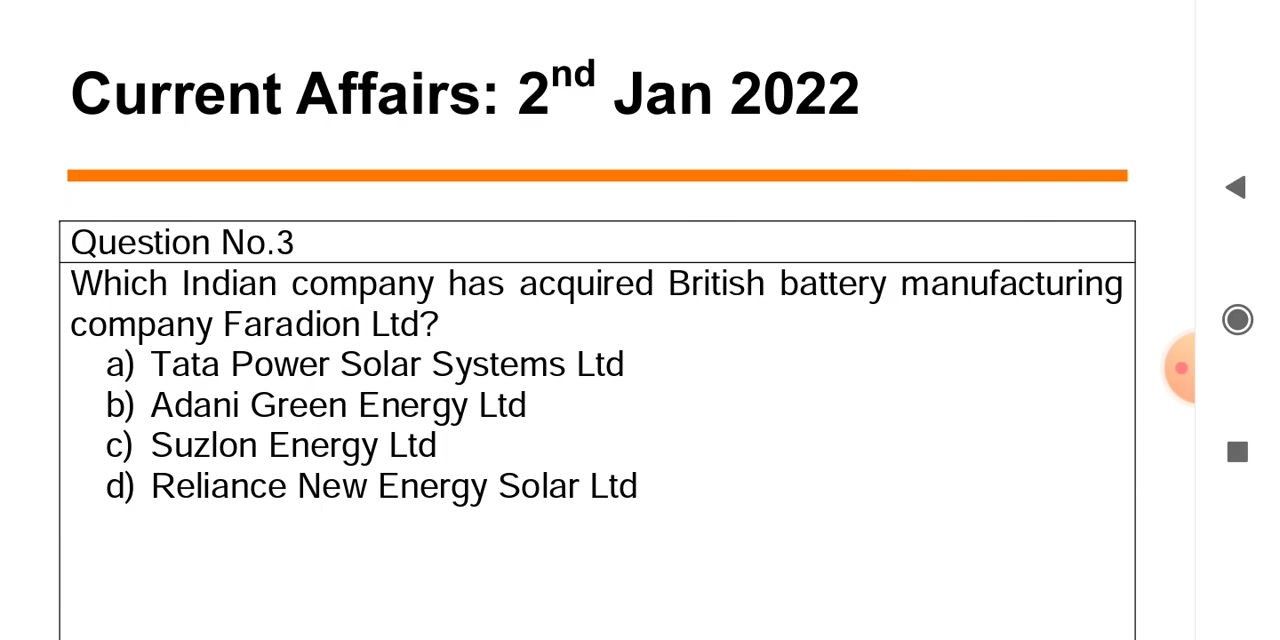 Current Affairs: 2nd Jan 2022
Question No.3
Which Indian company has acquired British battery manufacturing
company Faradion Ltd?
a) Tata Power Solar Systems Ltd
b) Adani Green Energy Ltd
c) Suzlon Energy Ltd
d) Reliance New Energy Solar Ltd